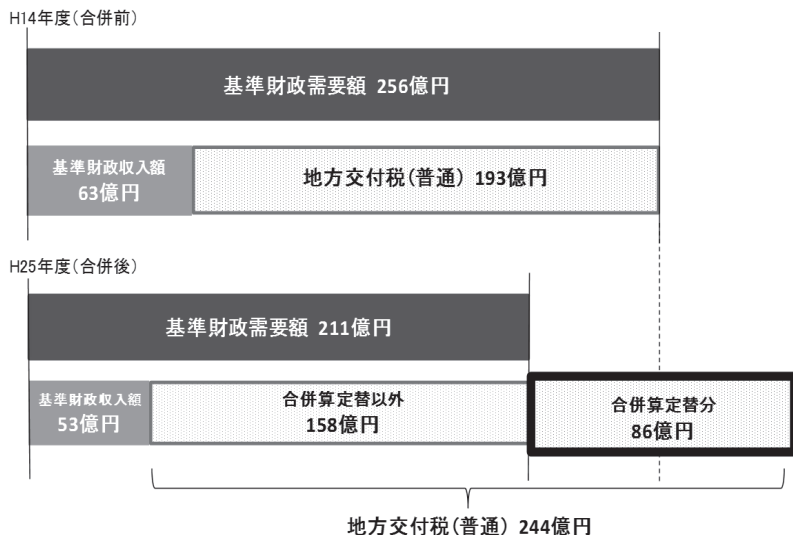 H14年度(合併前)
基準財政需要額 256億円
基準財政収入額
63億円
地方交付税(普通) 193億円
H25年度(合併後)
基準財政需要額 211億円
基準財政収入額
53億円
合併算定替以外
158億円
合併算定替分
86億円
地方交付税(普通) 244億円